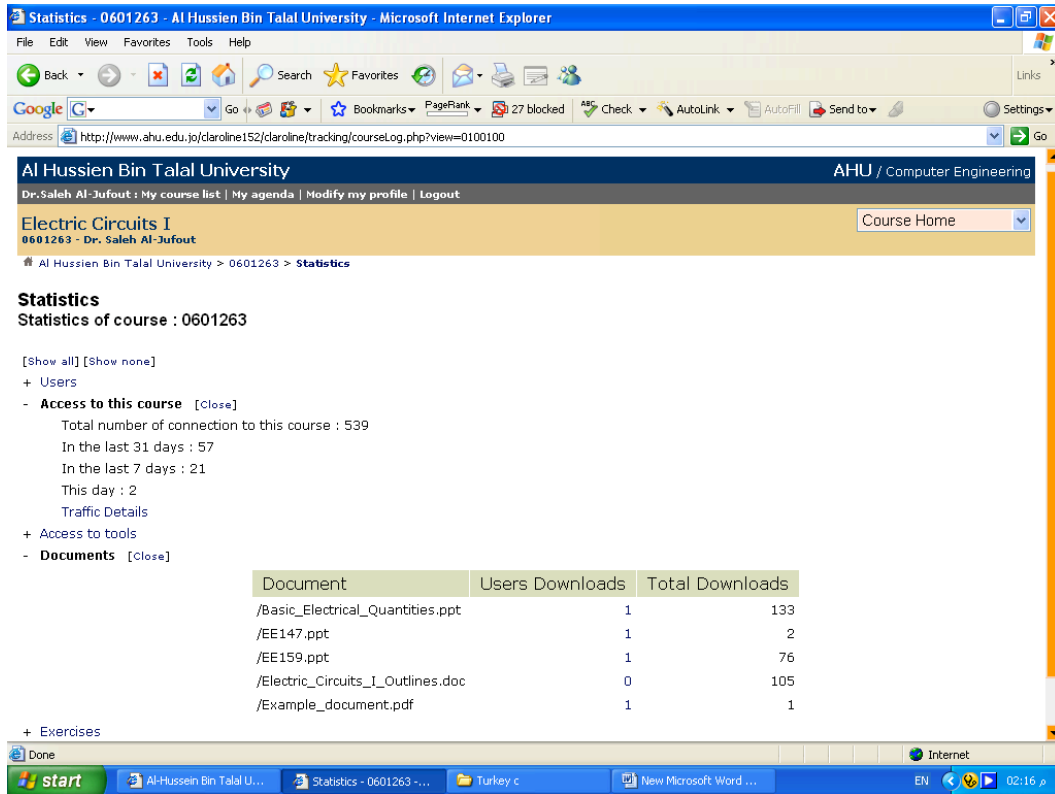 Statistics - 0601263 - Al Hussien Bin Talal University - Microsoft Internet Explorer
File Edit View Favorites Tools Help
Back Search Favorites Links
Google G Go Bookmarks PageRank 27 blocked ABC Check AutoLink AutoFill Send to Settings
Address http://www.ahu.edu.jo/claroline152/claroline/tracking/courseLog.php?view=0100100 Go
Al Hussien Bin Talal University AHU / Computer Engineering
Dr.Saleh Al-Jufout : My course list | My agenda | Modify my profile | Logout
Electric Circuits I Course Home
0601263 - Dr. Saleh Al-Jufout
Al Hussien Bin Talal University > 0601263 > Statistics
Statistics
Statistics of course : 0601263
[Show all] [Show none]
+ Users
- Access to this course [Close]
Total number of connection to this course : 539
In the last 31 days : 57
In the last 7 days : 21
This day : 2
Traffic Details
+ Access to tools
- Documents [Close]
Document Users Downloads Total Downloads
/Basic_Electrical_Quantities.ppt 1 133
/EE147.ppt 1 2
/EE159.ppt 1 76
/Electric_Circuits_I_Outlines.doc 0 105
/Example_document.pdf 1 1
+ Exercises
Done Internet
start Al-Hussein Bin Talal U... Statistics - 0601263 -... Turkey c New Microsoft Word ... EN 02:16 م